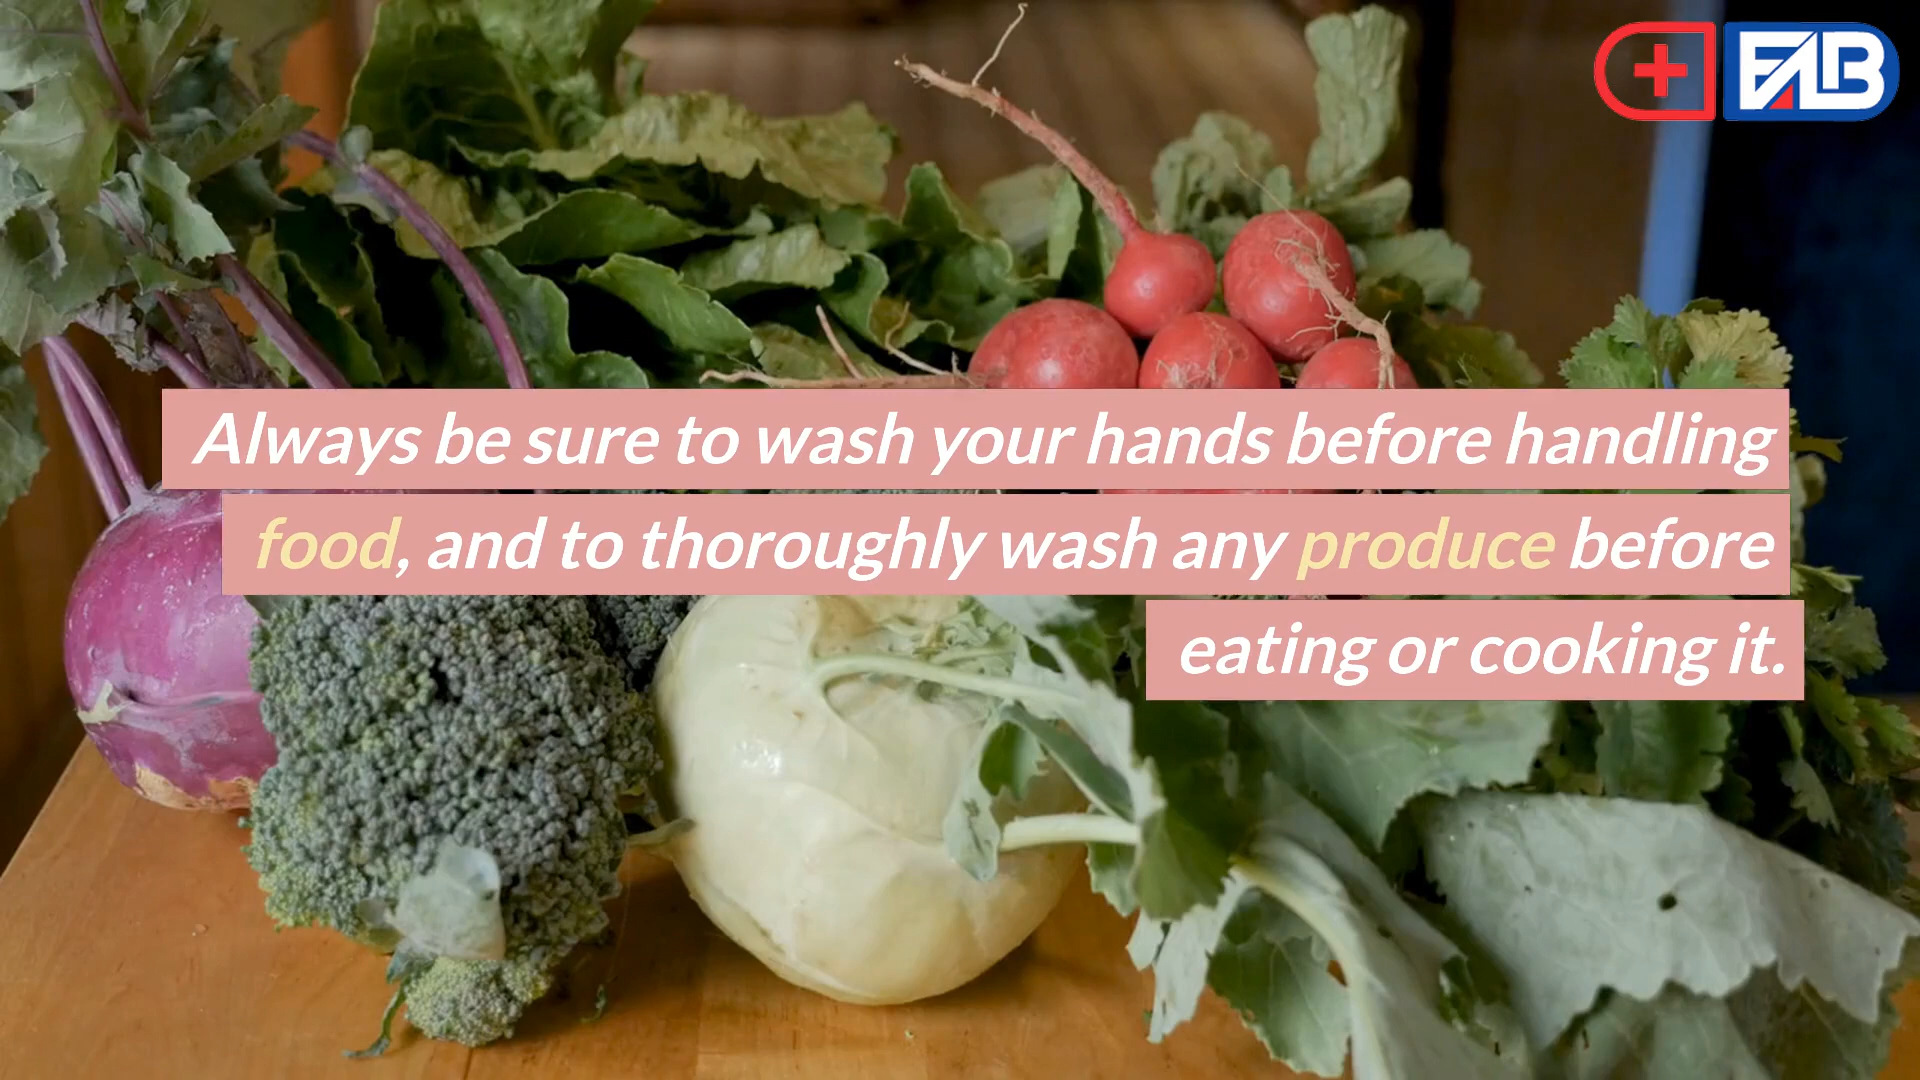 FAB
Always be sure to wash your hands before handling
food, and to thoroughly wash any produce before
eating or cooking it.